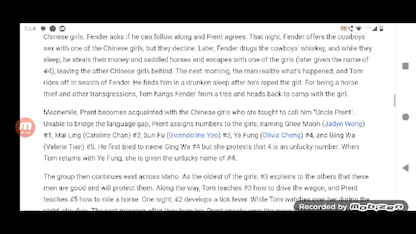 7:54
Chinese girls. Fender asks if he can follow along and Prent agrees. That night, Fender offers the cowboys
sex with one of the Chinese girls, but they decline. Later, Fender drugs the cowboys' whiskey, and while they
sleep, he steals their money and saddled horses and escapes with one of the girls (later given the name of
#4), leaving the other Chinese girls behind. The next morning, the men realize what's happened, and Tom
rides off in search of Fender. He finds him in a drunken sleep after he's raped the girl. For being a horse
thief and other transgressions, Tom hangs Fender from a tree and heads back to camp with the girl.
Meanwhile, Prent becomes acquainted with the Chinese girls who are taught to call him "Uncle Prent".
Unable to bridge the language gap, Prent assigns numbers to the girls, naming Ghee Moon (Jadyn Wong)
#1, Mai Ling (Caroline Chan) #2, Sun Fu (Gwendoline Yeo) #3, Ye Fung (Olivia Cheng) #4, and Ging Wa
(Valerie Tian) #5. He first tried to name Ging Wa #4 but she protests that 4 is an unlucky number. When
Tom returns with Ye Fung, she is given the unlucky name of #4.
The group then continues east across Idaho. As the oldest of the girls, #3 explains to the others that these
men are good and will protect them. Along the way, Tom teaches #3 how to drive the wagon, and Prent
teaches #5 how to ride a horse. One night, #2 develops a tick fever. While Tom watches over her during
Recorded by Mobizen